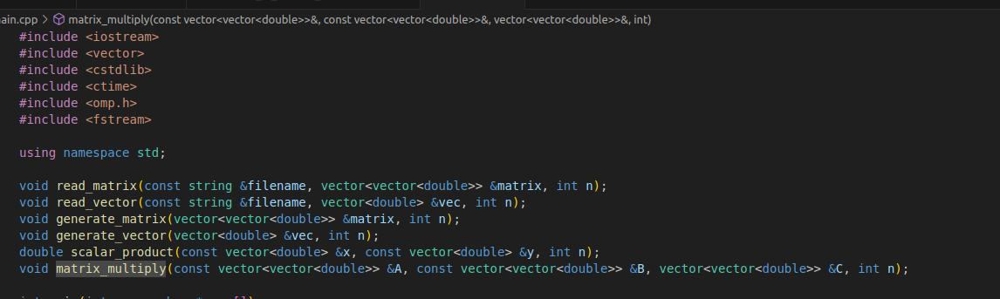 ain.cpp > matrix_multiply(const vector<vector<double>>&, const vector<vector<double>>&, vector<vector<double>>&, int)
#include <iostream>
#include <vector>
#include <cstdlib>
#include <ctime>
#include <omp.h>
#include <fstream>
using namespace std;
void read_matrix(const string &filename, vector<vector<double>> &matrix, int n);
void read_vector(const string &filename, vector<double> &vec, int n);
void generate_matrix(vector<vector<double>> &matrix, int n);
void generate_vector(vector<double> &vec, int n);
double scalar_product(const vector<double> &x, const vector<double> &y, int n);
void matrix_multiply(const vector<vector<double>> &A, const vector<vector<double>> &B, vector<vector<double>> &C, int n);